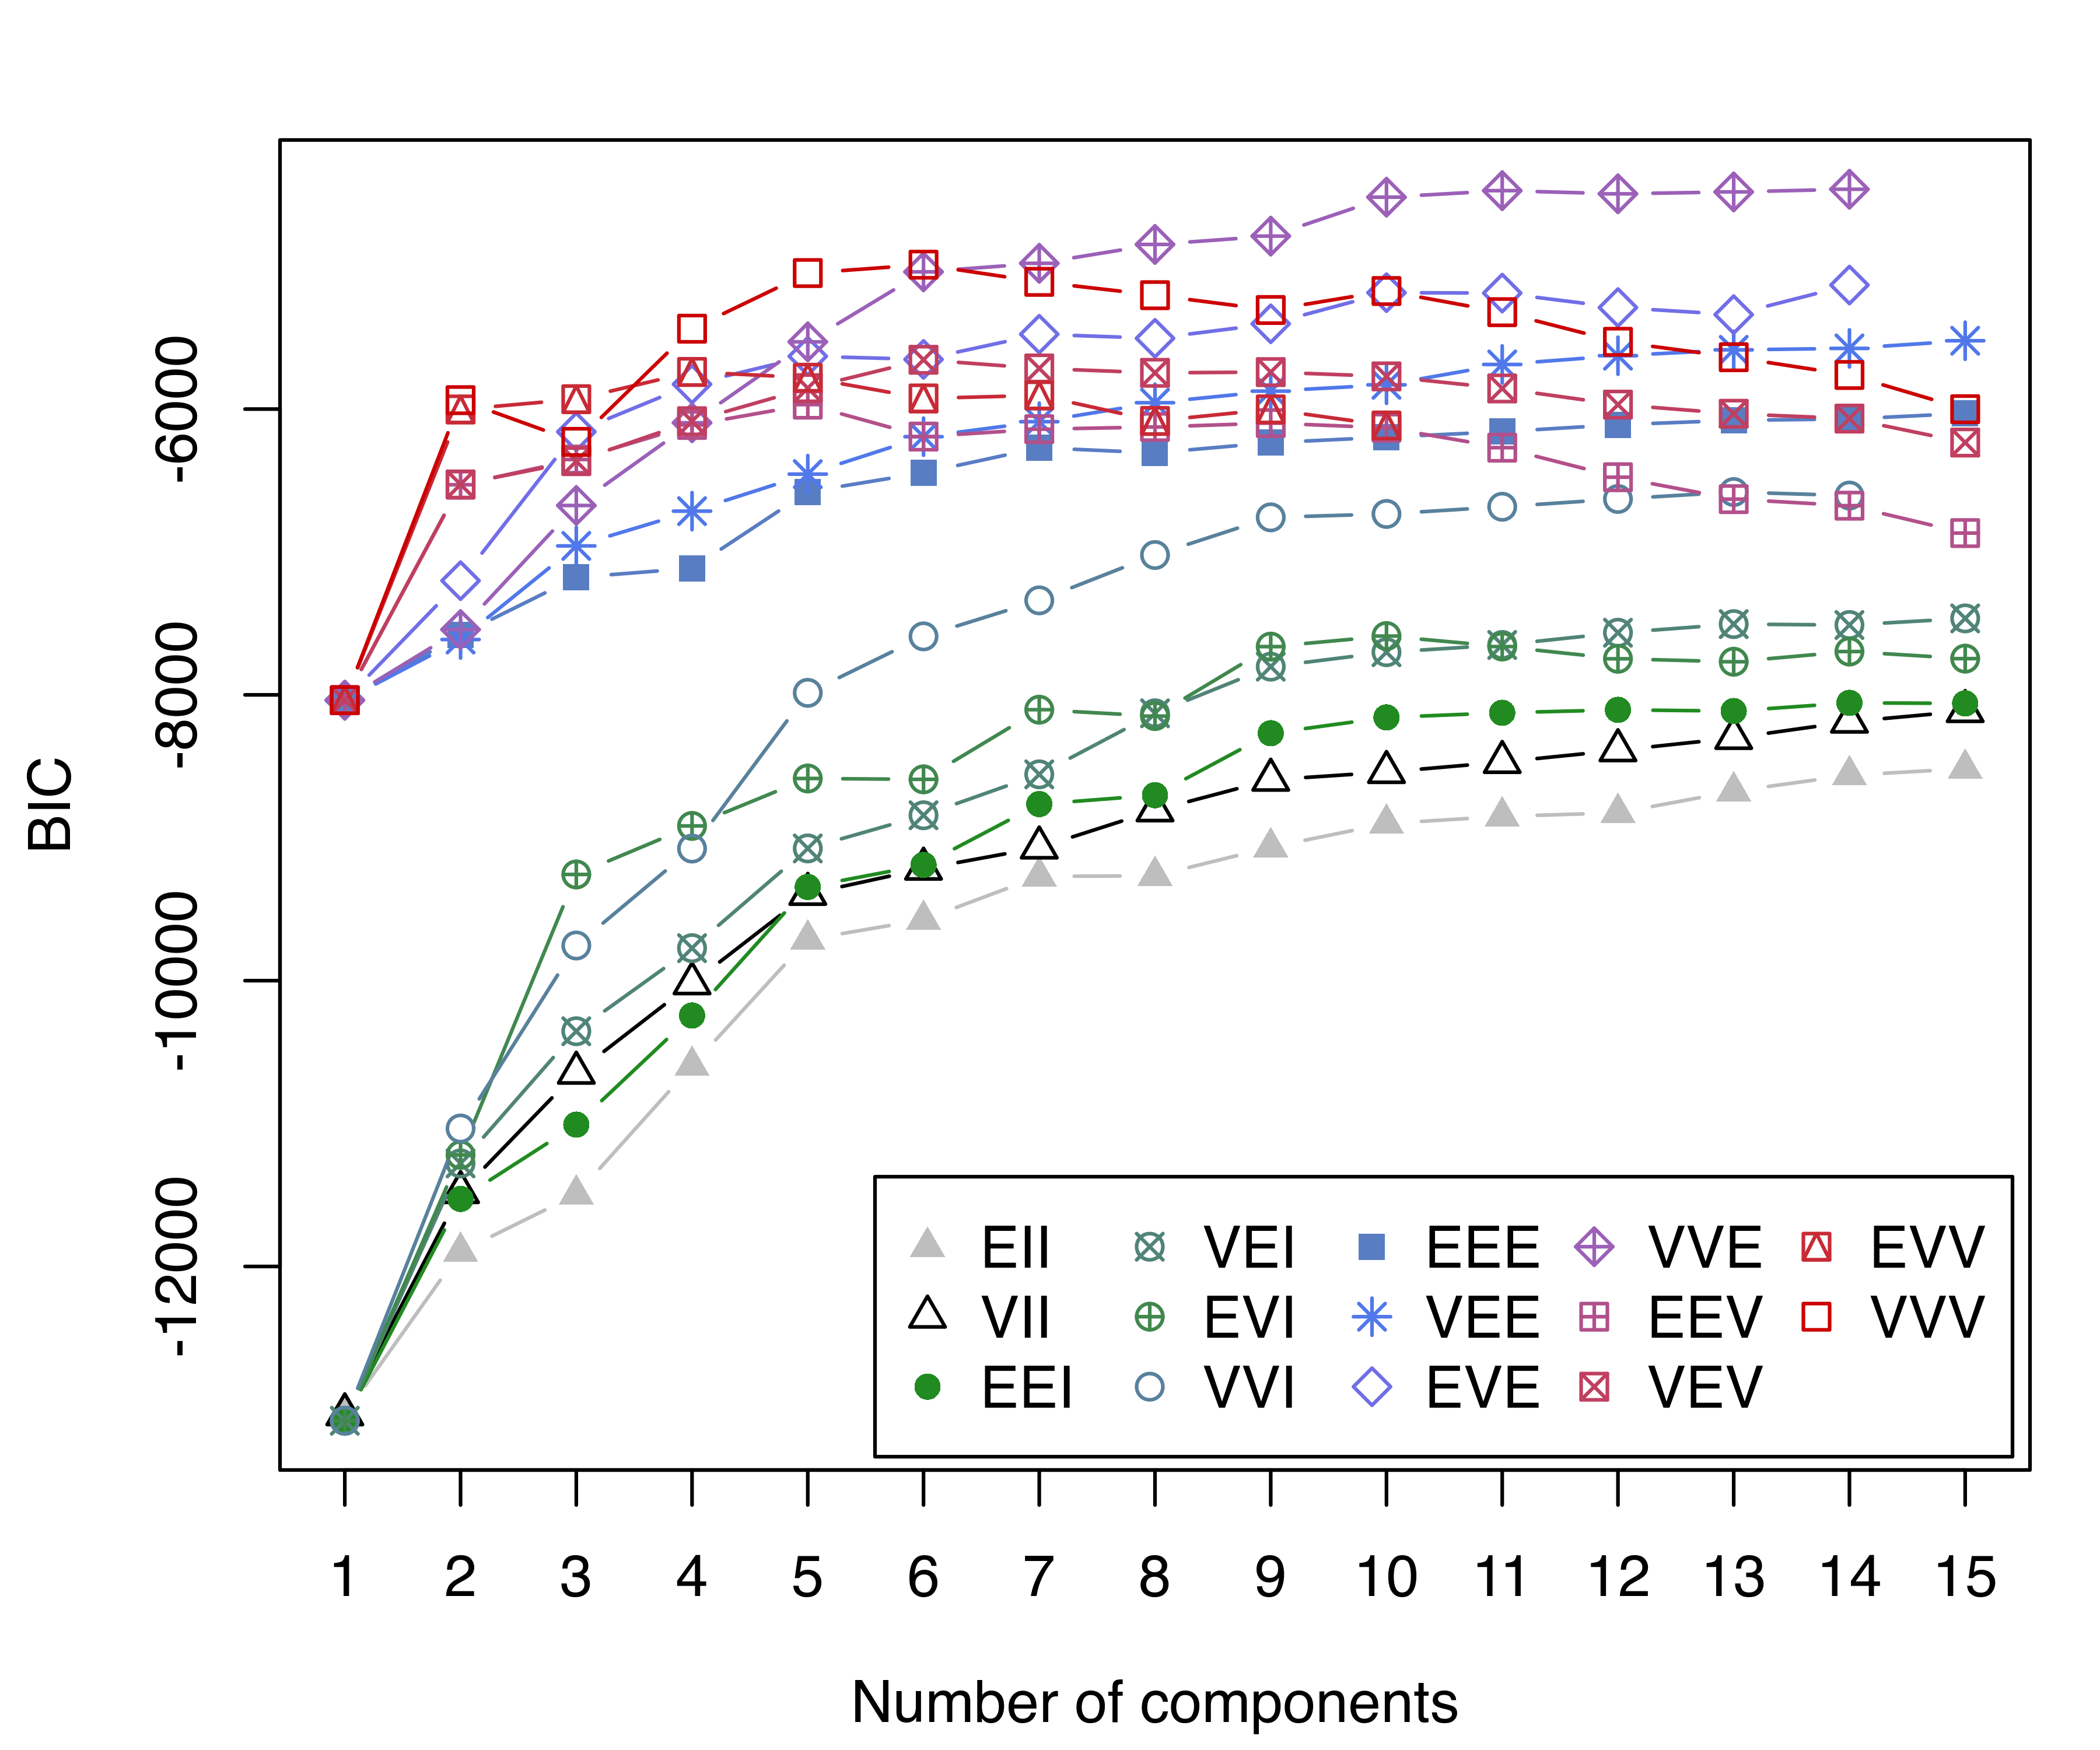 BIC
-6000
-8000
-10000
-12000
EII VEI EEE VVE EVV
VII EVI VEE EEV VVV
EEI VVI EVE VEV
1 2 3 4 5 6 7 8 9 10 11 12 13 14 15
Number of components